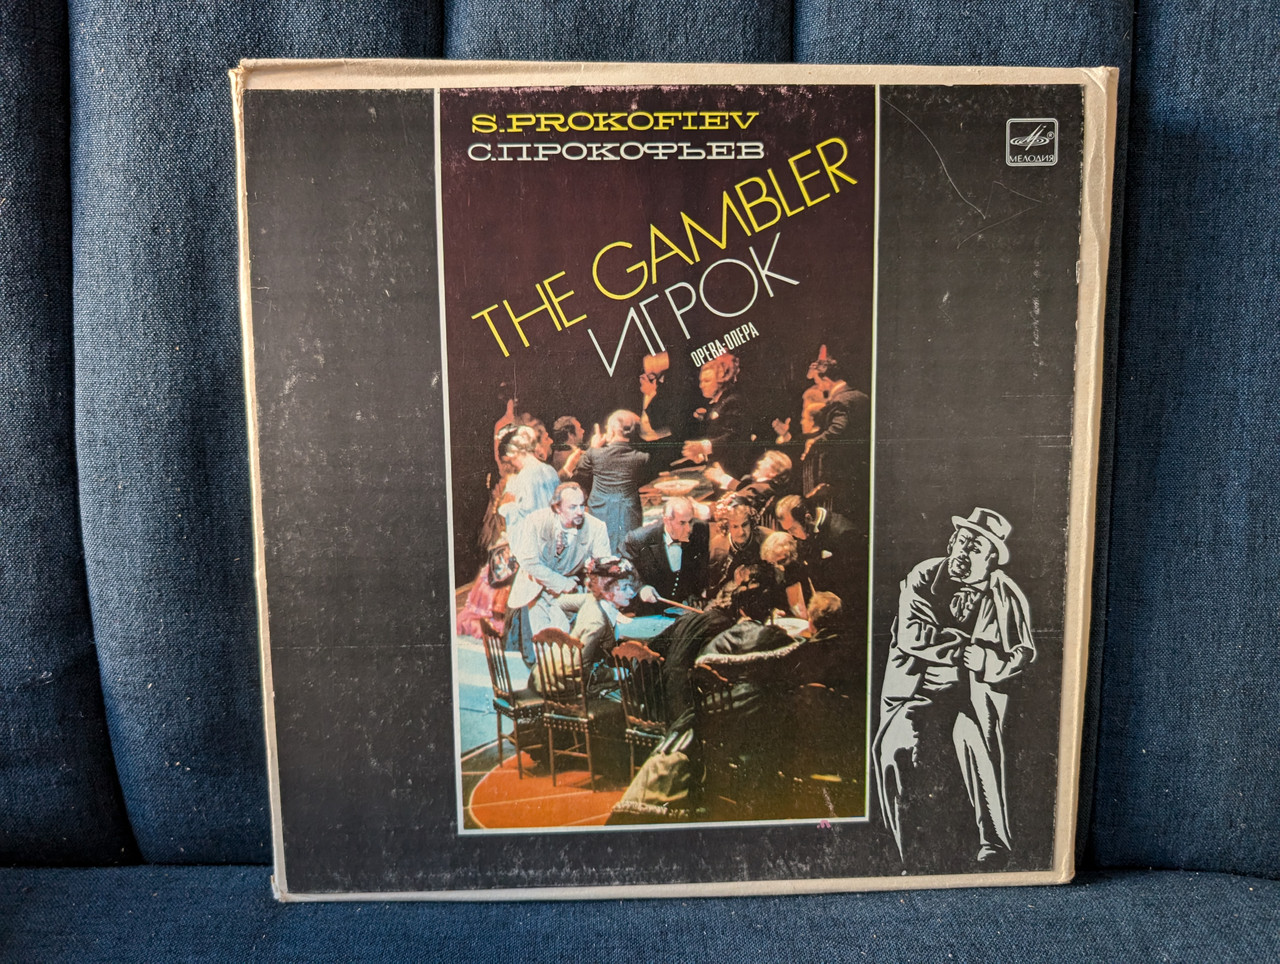 S.PROKOFIEV
С.ПРОКОФЬЕВ
THE GAMBLER
ИГРОК
OPERA·ОПЕРА
МЕЛОДИЯ